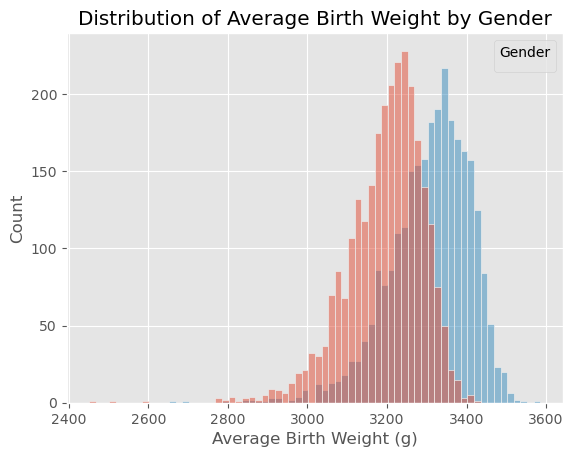 Distribution of Average Birth Weight by Gender
Gender
200
150
100
50
0
Count
2400 2600 2800 3000 3200 3400 3600
Average Birth Weight (g)